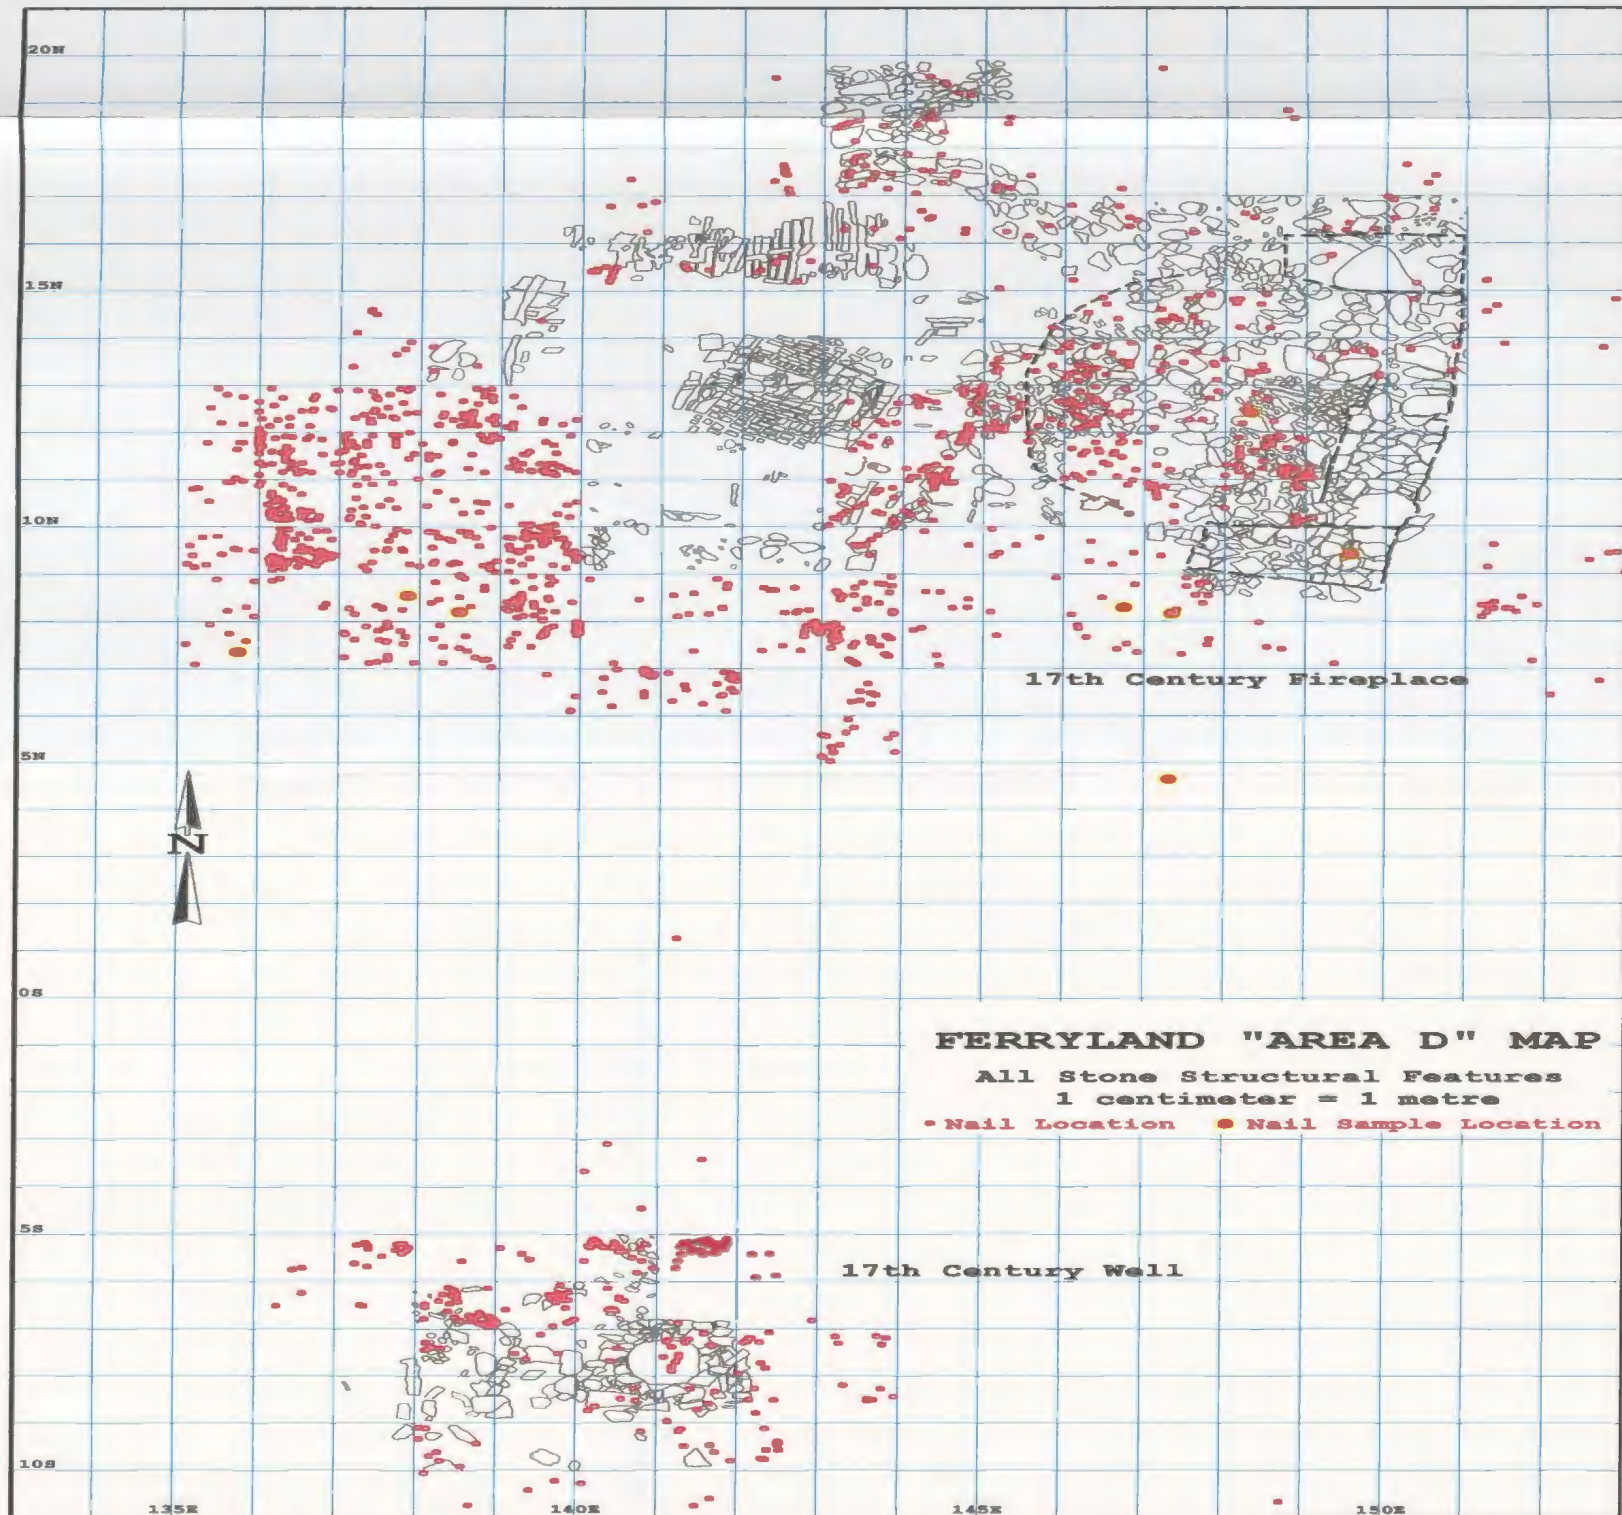 20N
15N
10N
17th Century Fireplace
5N
N
0S
FERRYLAND "AREA D" MAP
All Stone Structural Features
1 centimeter = 1 metre
Nail Location Nail Sample Location
5S
17th Century Well
10S
135E 140E 145E 150E